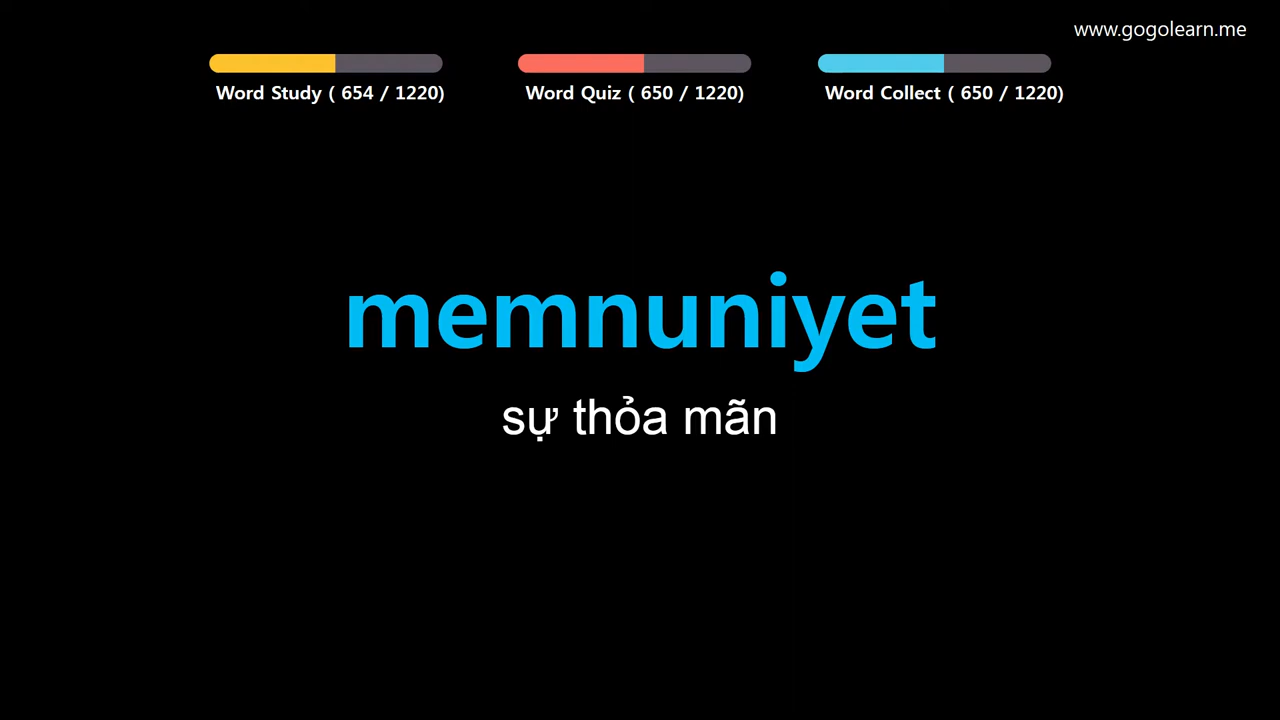 www.gogolearn.me
Word Study ( 654 / 1220)
Word Quiz ( 650 / 1220)
Word Collect ( 650 / 1220)
memnuniyet
sự thỏa mãn